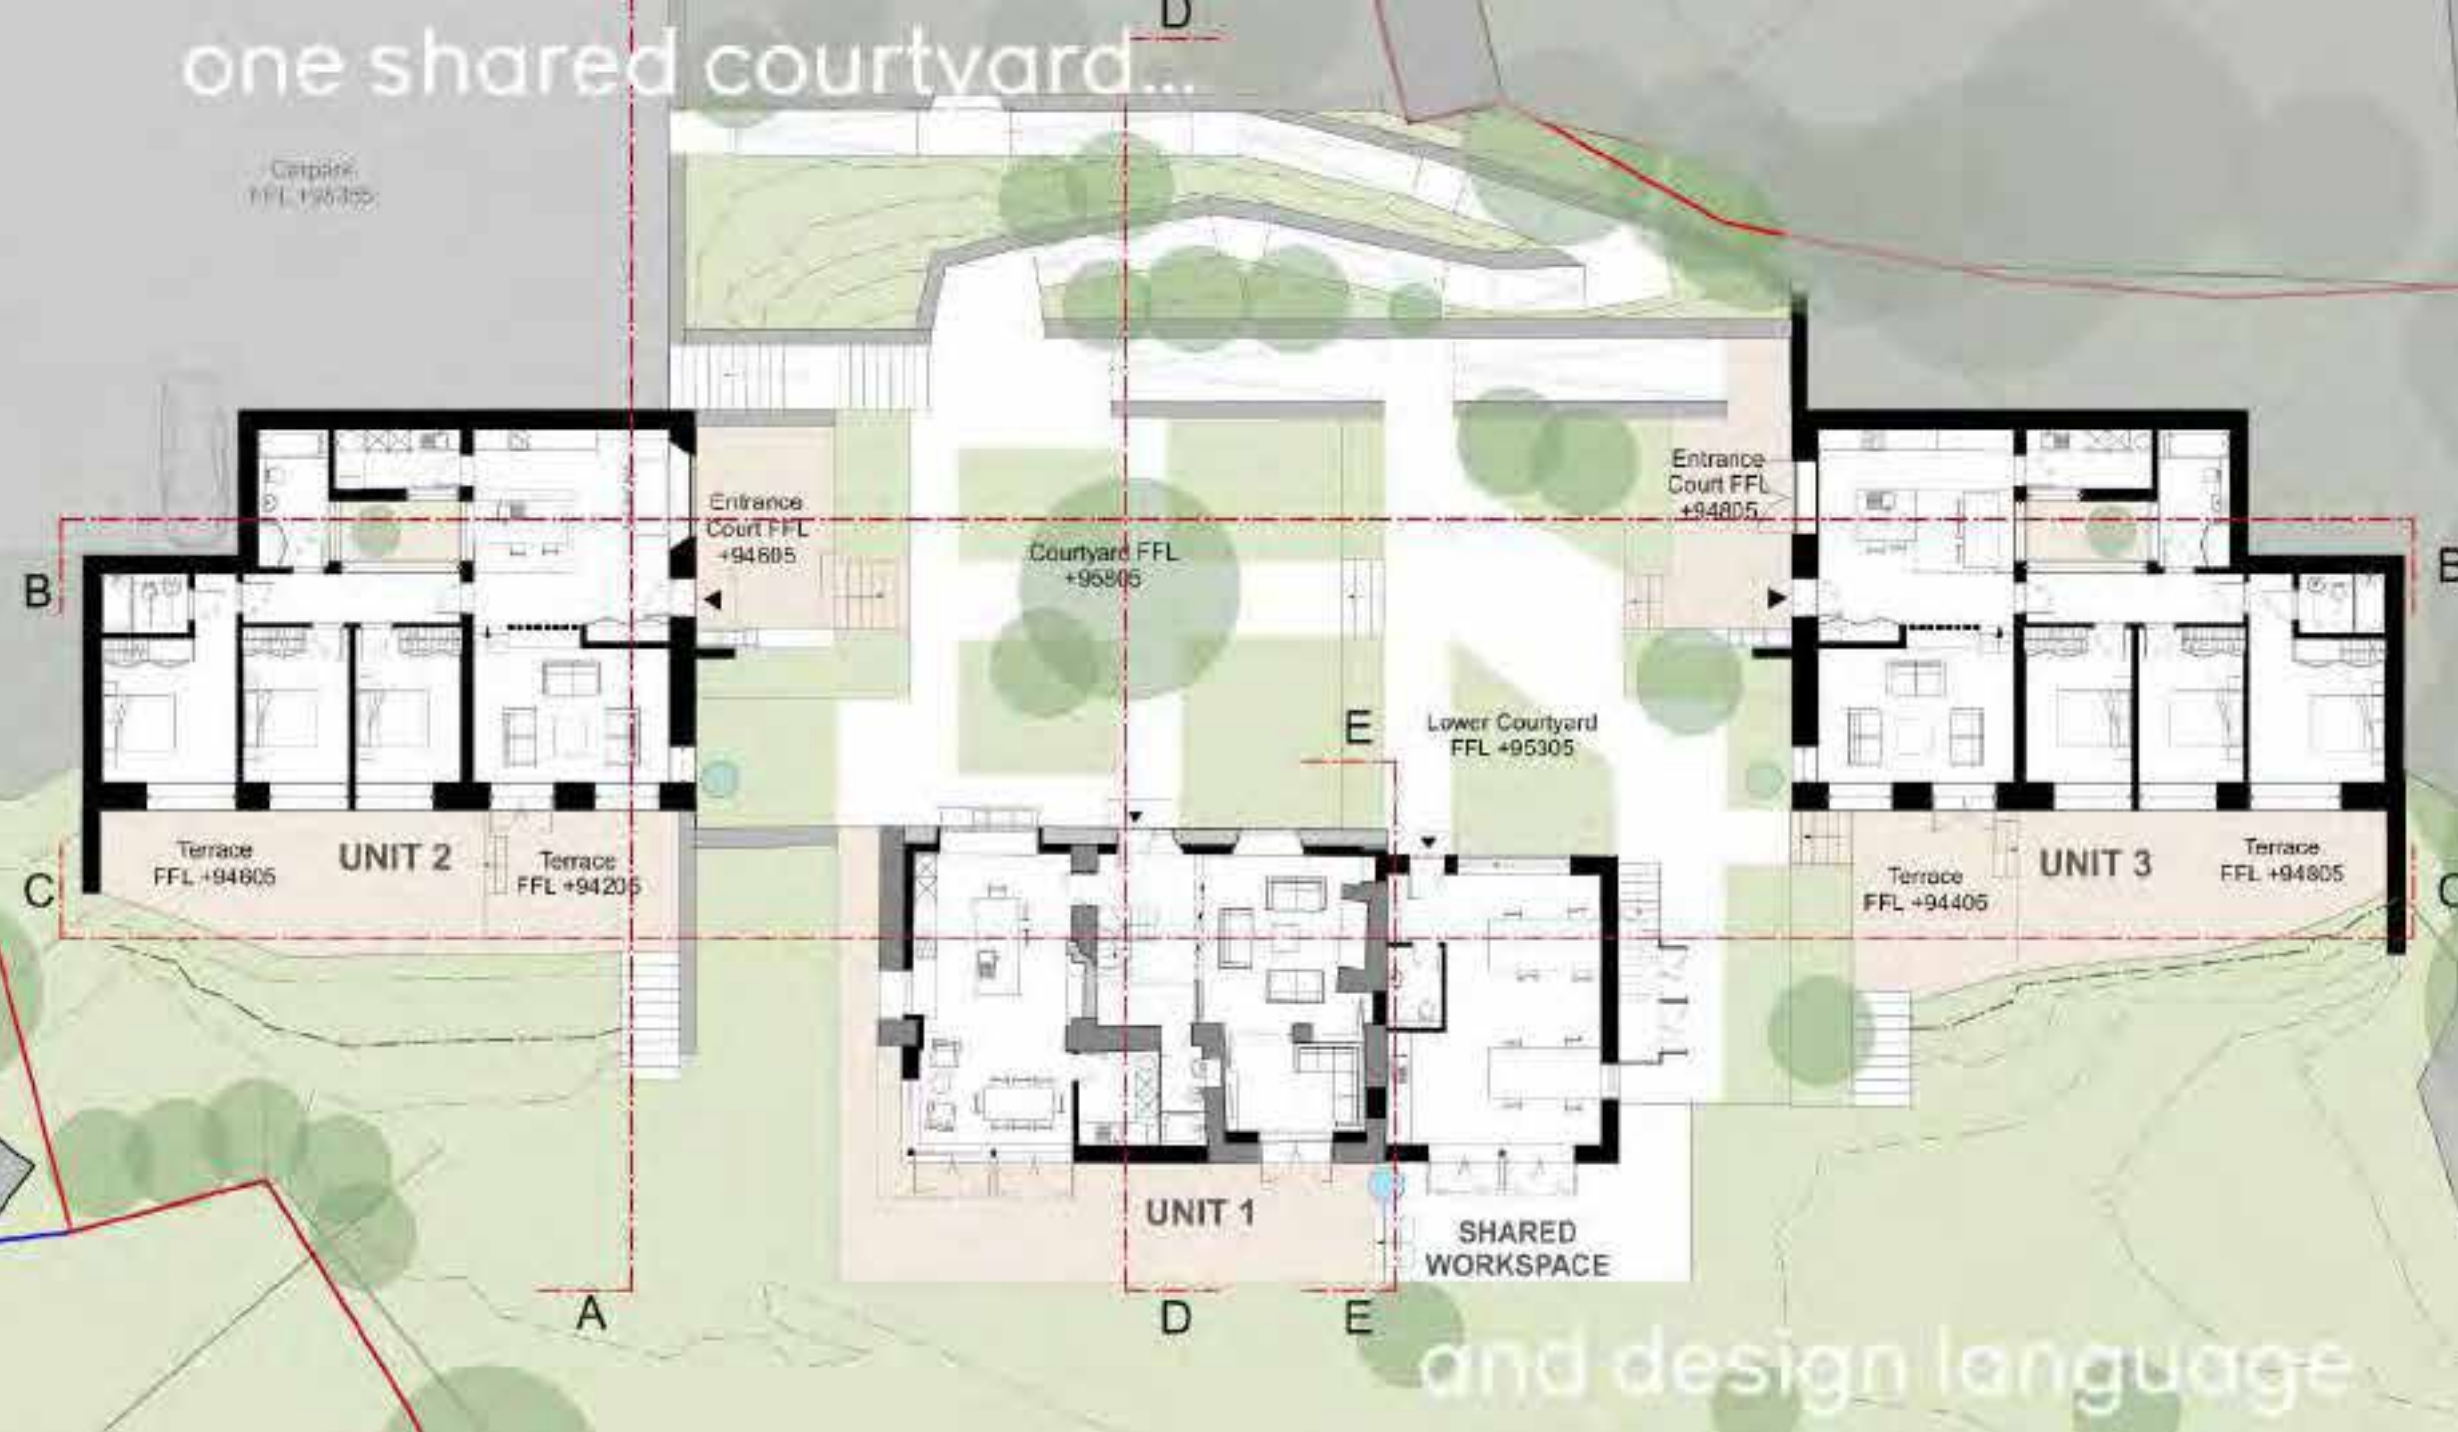 D
one shared courtyard...
Carpark
Entrance
Court FFL
+94605
Courtyard FFL
+95805
Entrance
Court FFL
+94805
B
B
E
Lower Courtyard
FFL +95305
Terrace
FFL +94605
UNIT 2
Terrace
FFL +94205
Terrace
FFL +94405
UNIT 3
Terrace
FFL +94805
C
C
UNIT 1
SHARED
WORKSPACE
A
D
E
and design language